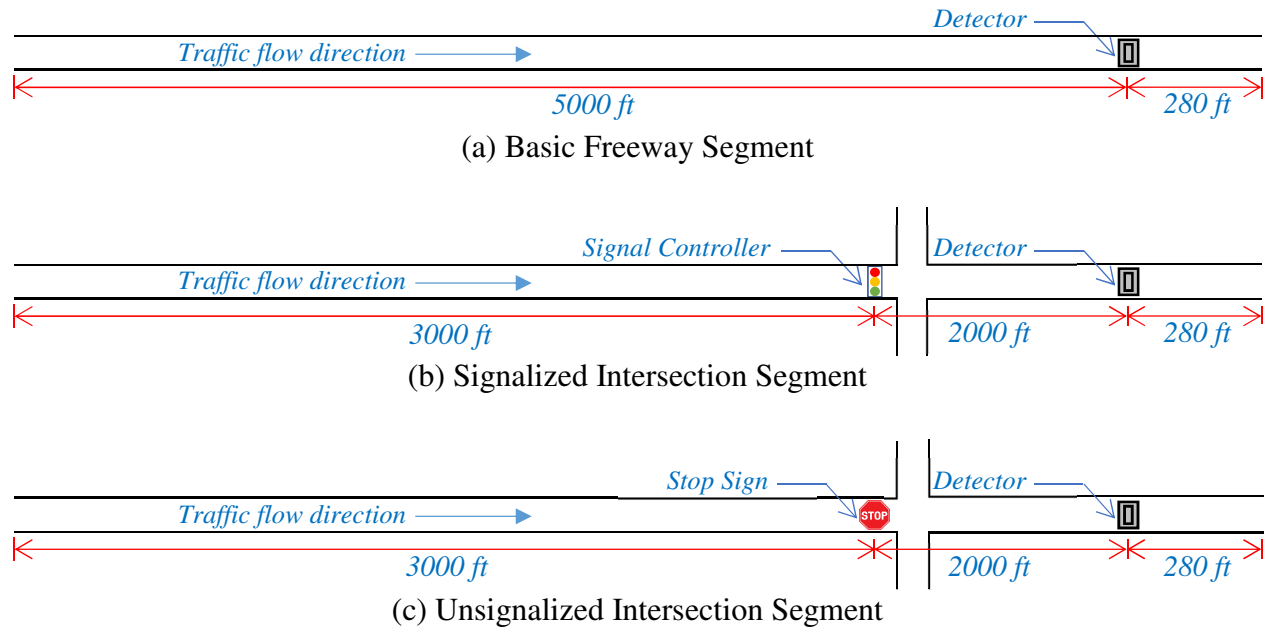 Detector
Traffic flow direction
5000 ft
280 ft
(a) Basic Freeway Segment
Signal Controller
Detector
Traffic flow direction
3000 ft
2000 ft
280 ft
(b) Signalized Intersection Segment
Stop Sign
Detector
Traffic flow direction
STOP
3000 ft
2000 ft
280 ft
(c) Unsignalized Intersection Segment